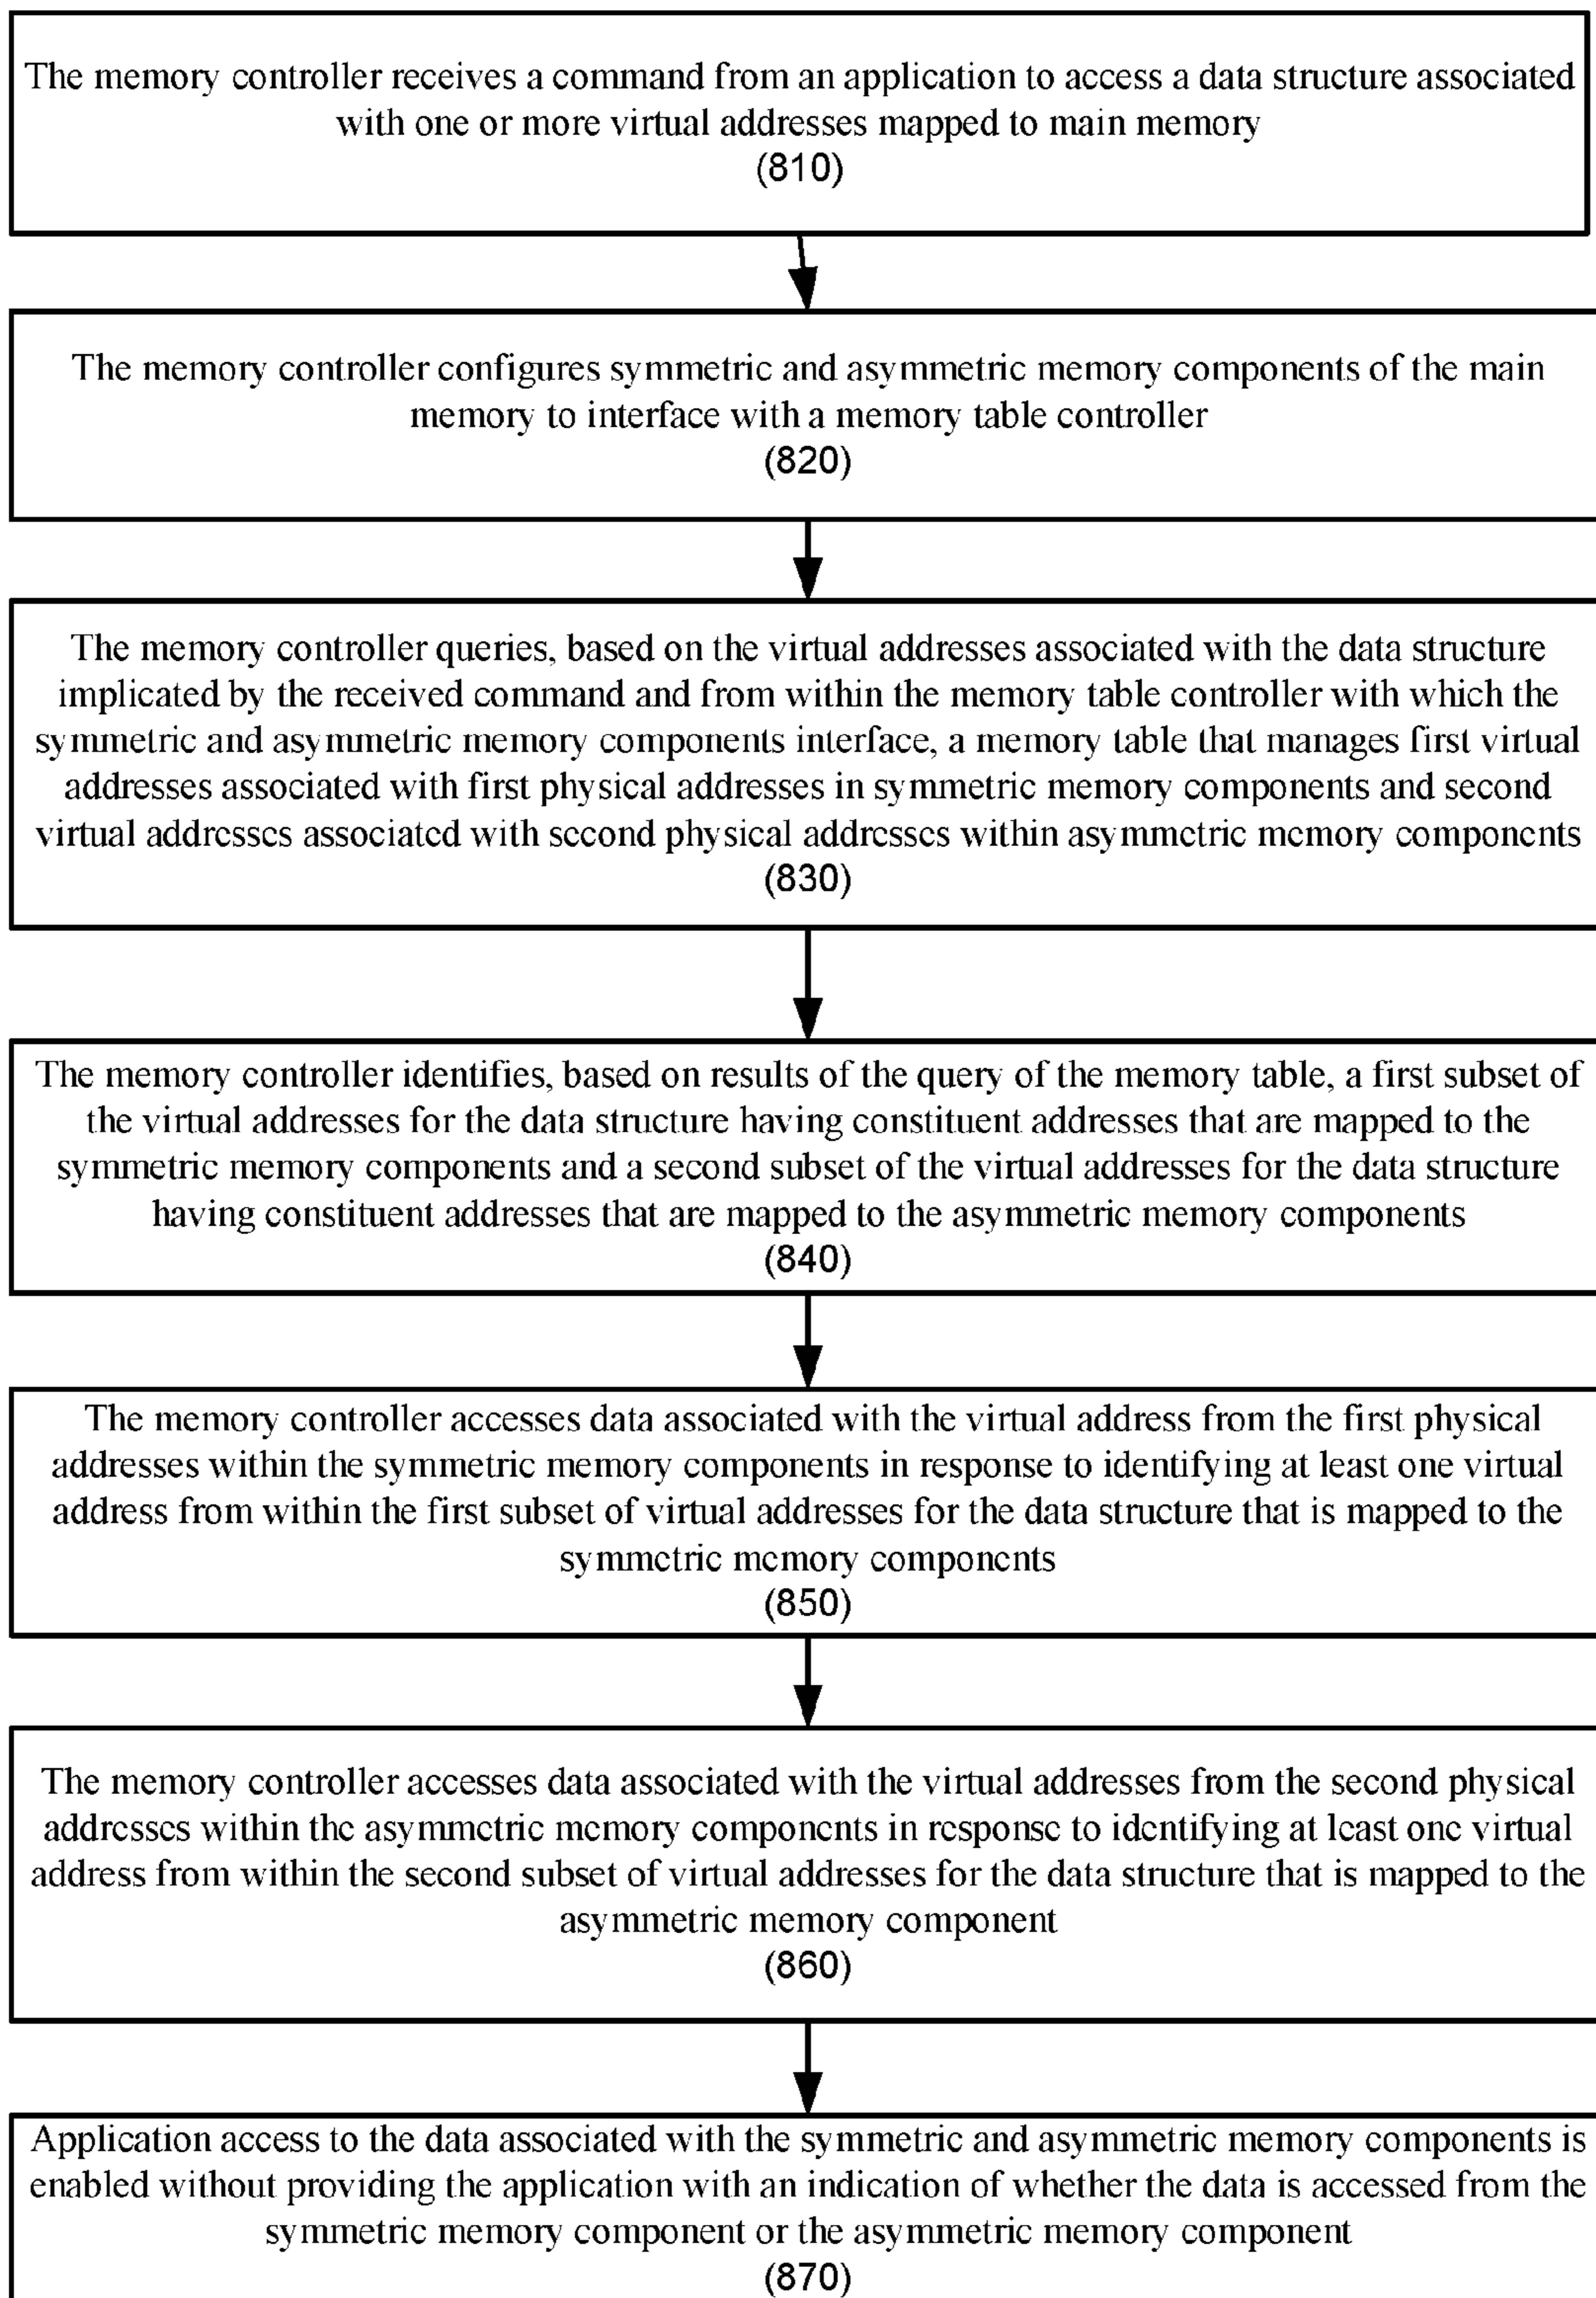 The memory controller receives a command from an application to access a data structure associated
with one or more virtual addresses mapped to main memory
(810)
The memory controller configures symmetric and asymmetric memory components of the main
memory to interface with a memory table controller
(820)
The memory controller queries, based on the virtual addresses associated with the data structure
implicated by the received command and from within the memory table controller with which the
symmetric and asymmetric memory components interface, a memory table that manages first virtual
addresses associated with first physical addresses in symmetric memory components and second
virtual addresses associated with second physical addresses within asymmetric memory components
(830)
The memory controller identifies, based on results of the query of the memory table, a first subset of
the virtual addresses for the data structure having constituent addresses that are mapped to the
symmetric memory components and a second subset of the virtual addresses for the data structure
having constituent addresses that are mapped to the asymmetric memory components
(840)
The memory controller accesses data associated with the virtual address from the first physical
addresses within the symmetric memory components in response to identifying at least one virtual
address from within the first subset of virtual addresses for the data structure that is mapped to the
symmetric memory components
(850)
The memory controller accesses data associated with the virtual addresses from the second physical
addresses within the asymmetric memory components in response to identifying at least one virtual
address from within the second subset of virtual addresses for the data structure that is mapped to the
asymmetric memory component
(860)
Application access to the data associated with the symmetric and asymmetric memory components is
enabled without providing the application with an indication of whether the data is accessed from the
symmetric memory component or the asymmetric memory component
(870)